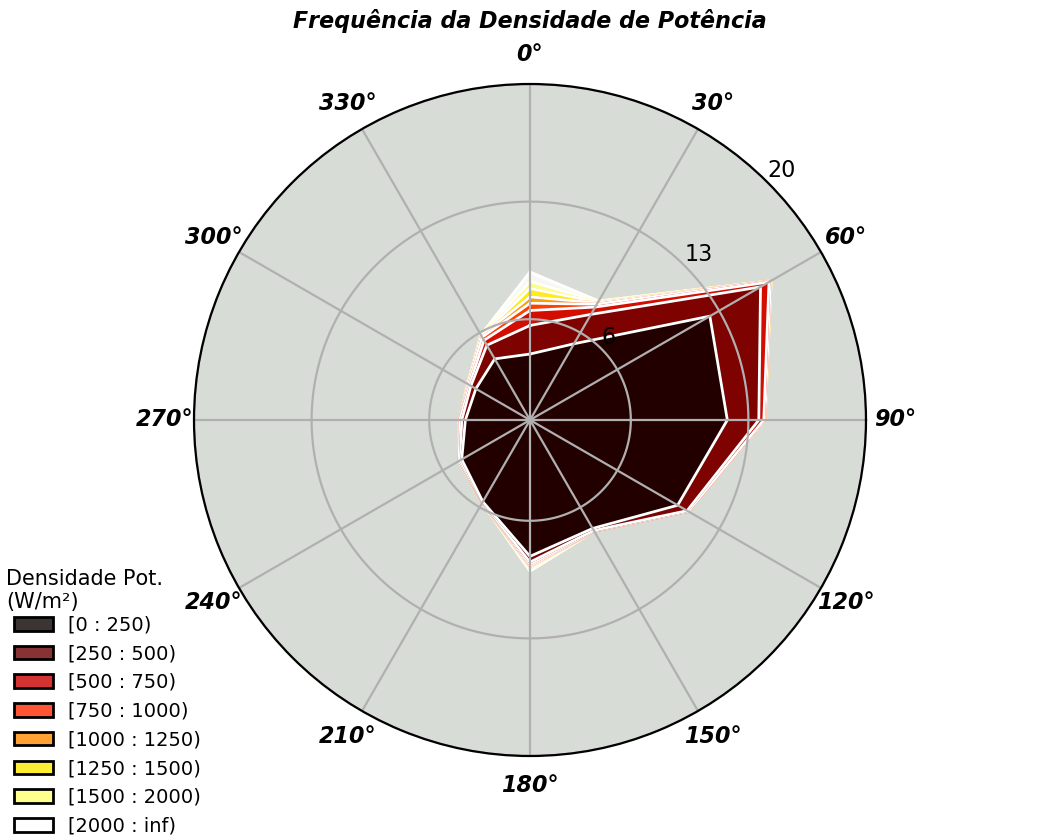 Frequência da Densidade de Potência
0°
330°
30°
20
300°
60°
13
6
270°
90°
240°
120°
210°
150°
180°
Densidade Pot.
(W/m²)
[0 : 250)
[250 : 500)
[500 : 750)
[750 : 1000)
[1000 : 1250)
[1250 : 1500)
[1500 : 2000)
[2000 : inf)